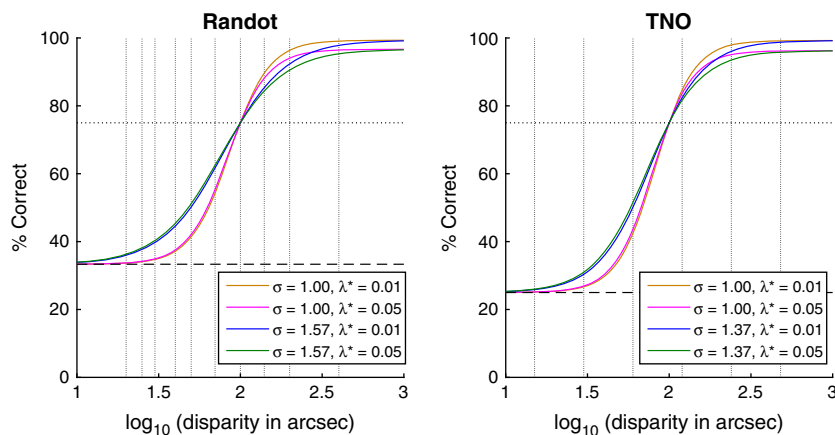 Randot
100
80
60
40
20
0
% Correct
1
1.5
2
2.5
3
log10 (disparity in arcsec)
σ = 1.00, λ* = 0.01
σ = 1.00, λ* = 0.05
σ = 1.57, λ* = 0.01
σ = 1.57, λ* = 0.05
TNO
100
80
60
40
20
0
% Correct
1
1.5
2
2.5
3
log10 (disparity in arcsec)
σ = 1.00, λ* = 0.01
σ = 1.00, λ* = 0.05
σ = 1.37, λ* = 0.01
σ = 1.37, λ* = 0.05